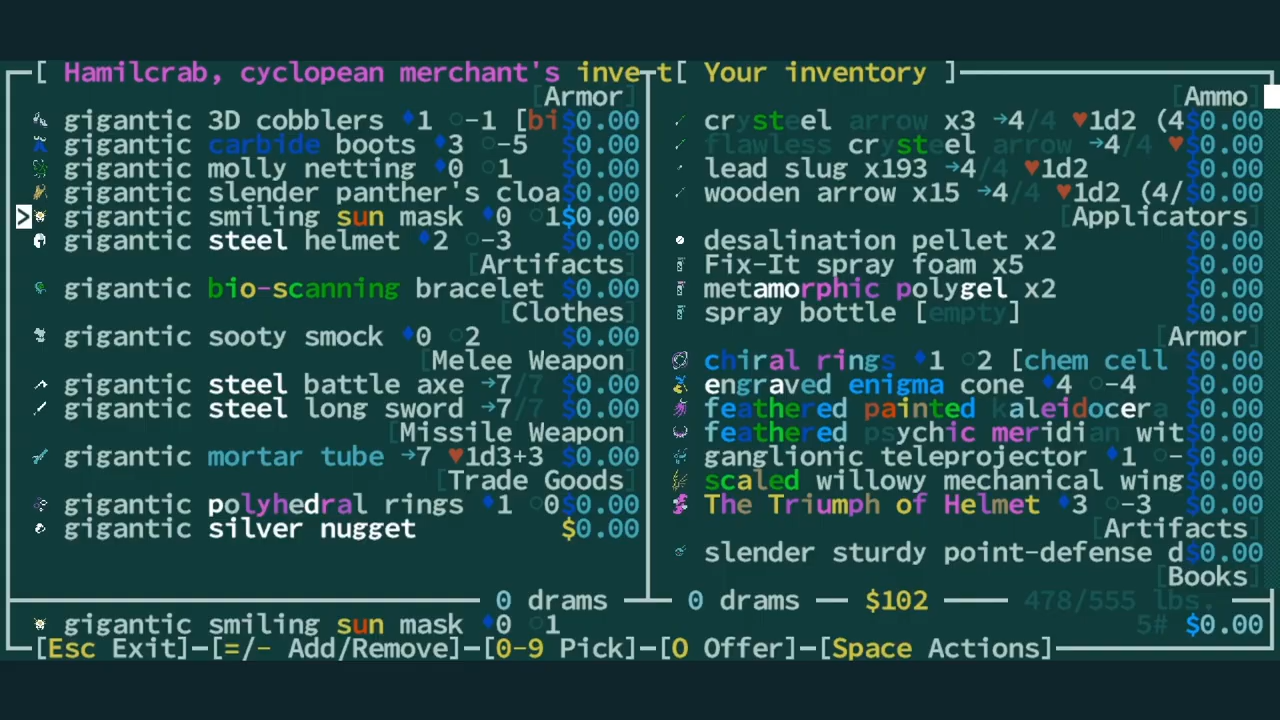 [ Hamilcrab, cyclopean merchant's invent
[Armor]
gigantic 3D cobblers ♦1 ○-1 [bi $0.00
gigantic carbide boots ♦3 ○-5 $0.00
gigantic molly netting ♦0 ○1 $0.00
gigantic slender panther's cloa $0.00
> gigantic smiling sun mask ♦0 ○1 $0.00
gigantic steel helmet ♦2 ○-3 $0.00
[Artifacts]
gigantic bio-scanning bracelet $0.00
[Clothes]
gigantic sooty smock ♦0 ○2 $0.00
[Melee Weapon]
gigantic steel battle axe →7/7 $0.00
gigantic steel long sword →7/7 $0.00
[Missile Weapon]
gigantic mortar tube →7 ♥1d3+3 $0.00
[Trade Goods]
gigantic polyhedral rings ♦1 ○0 $0.00
gigantic silver nugget $0.00
0 drams
[ Your inventory ]
[Ammo]
crysteel arrow x3 →4/4 ♥1d2 (4 $0.00
flawless crysteel arrow →4/4 ♥ $0.00
lead slug x193 →4/4 ♥1d2 $0.00
wooden arrow x15 →4/4 ♥1d2 (4/ $0.00
[Applicators]
desalination pellet x2 $0.00
Fix-It spray foam x5 $0.00
metamorphic polygel x2 $0.00
spray bottle [empty] $0.00
[Armor]
chiral rings ♦1 ○2 [chem cell $0.00
engraved enigma cone ♦4 ○-4 $0.00
feathered painted kaleidocera $0.00
feathered psychic meridian wit $0.00
ganglionic teleprojector ♦1 ○- $0.00
scaled willowy mechanical wing $0.00
The Triumph of Helmet ♦3 ○-3 $0.00
[Artifacts]
slender sturdy point-defense d $0.00
[Books]
0 drams — $102 478/555 lbs.
gigantic smiling sun mask ♦0 ○1 5# $0.00
[Esc Exit]–[=/- Add/Remove]–[0-9 Pick]–[O Offer]–[Space Actions]